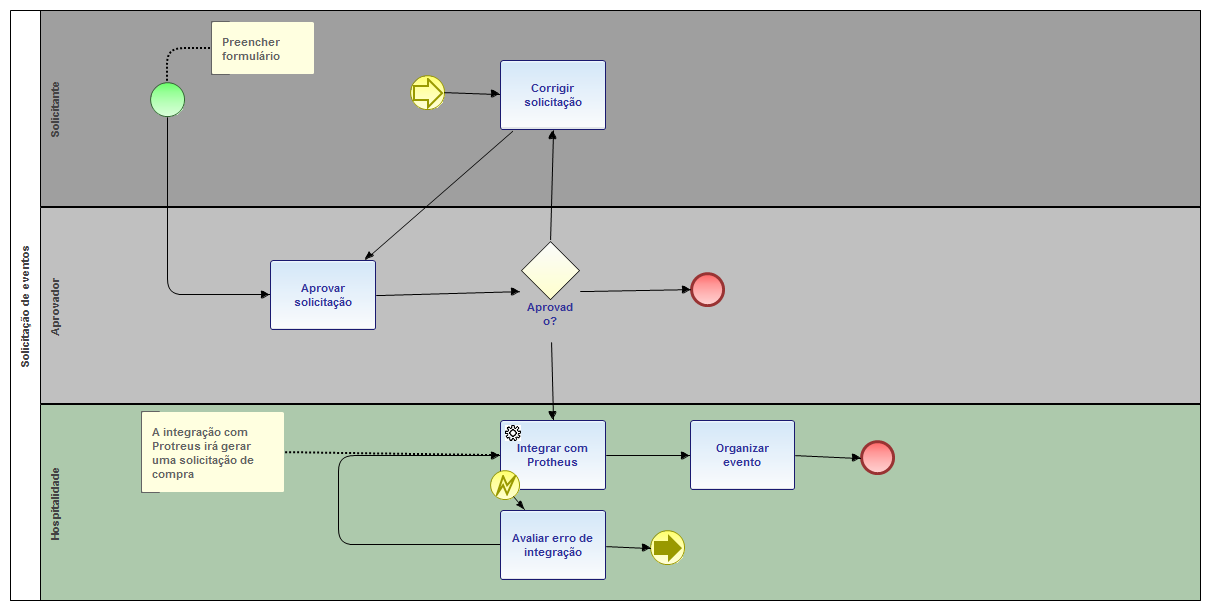 Solicitação de eventos
Solicitante
Preencher
formulário
Corrigir
solicitação
Aprovador
Aprovar
solicitação
Aprovad
o?
Hospitalidade
A integração com
Protreus irá gerar
uma solicitação de
compra
Integrar com
Protheus
Organizar
evento
Avaliar erro de
integração